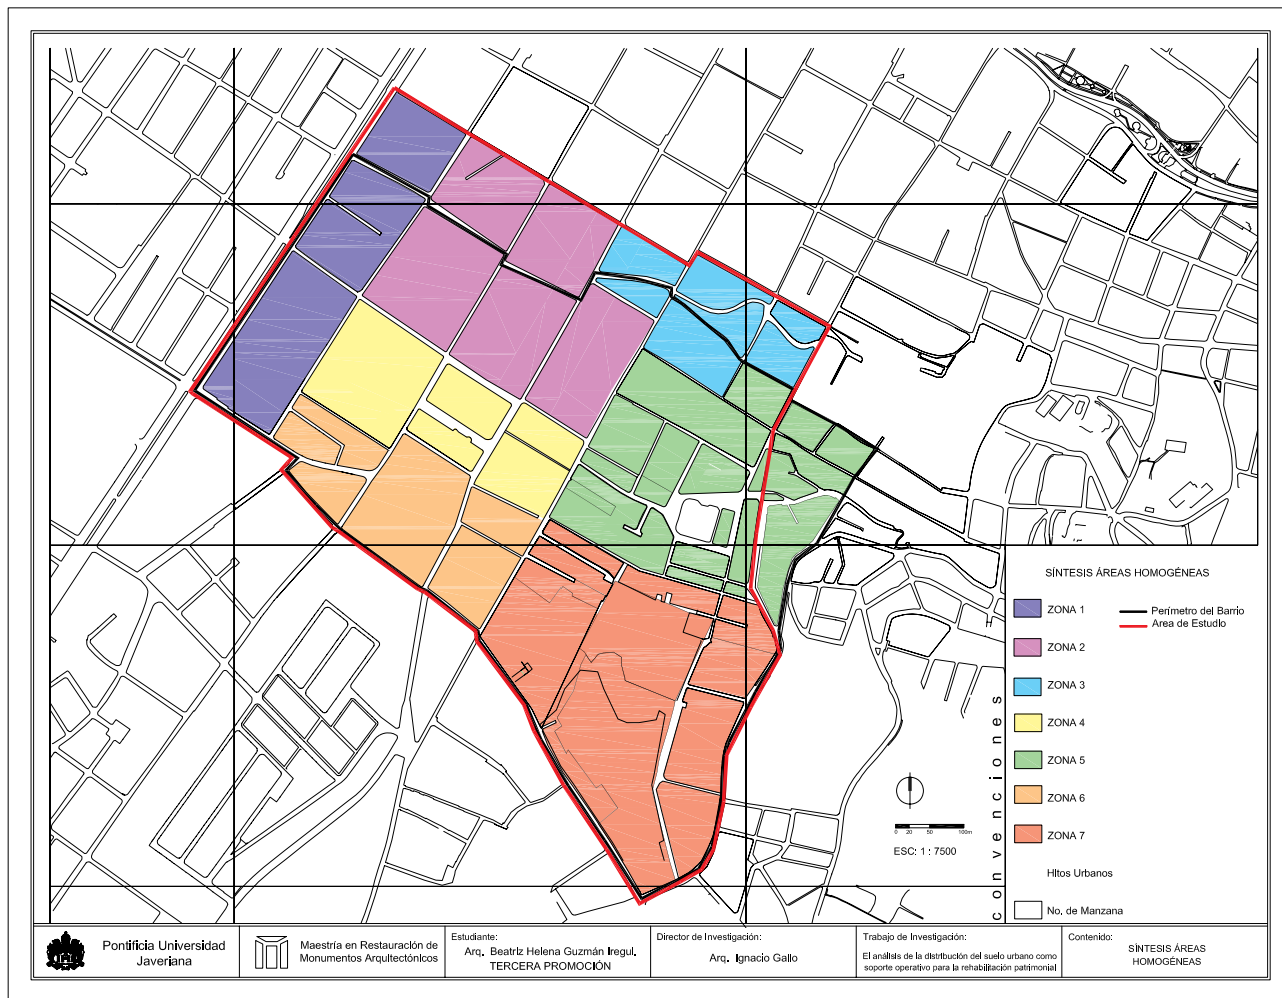 SÍNTESIS ÁREAS HOMOGÉNEAS
ZONA 1
ZONA 2
ZONA 3
ZONA 4
ZONA 5
ZONA 6
ZONA 7
Perímetro del Barrio
Area de Estudio
Hitos Urbanos
No. de Manzana
convenciones
0 20 50 100m
ESC: 1 : 7500
Pontificia Universidad
Javeriana
Maestría en Restauración de
Monumentos Arquitectónicos
Estudiante:
Arq. Beatriz Helena Guzmán Iregui.
TERCERA PROMOCIÓN
Director de Investigación:
Arq. Ignacio Gallo
Trabajo de Investigación:
El análisis de la distribución del suelo urbano como
soporte operativo para la rehabilitación patrimonial
Contenido:
SÍNTESIS ÁREAS
HOMOGÉNEAS